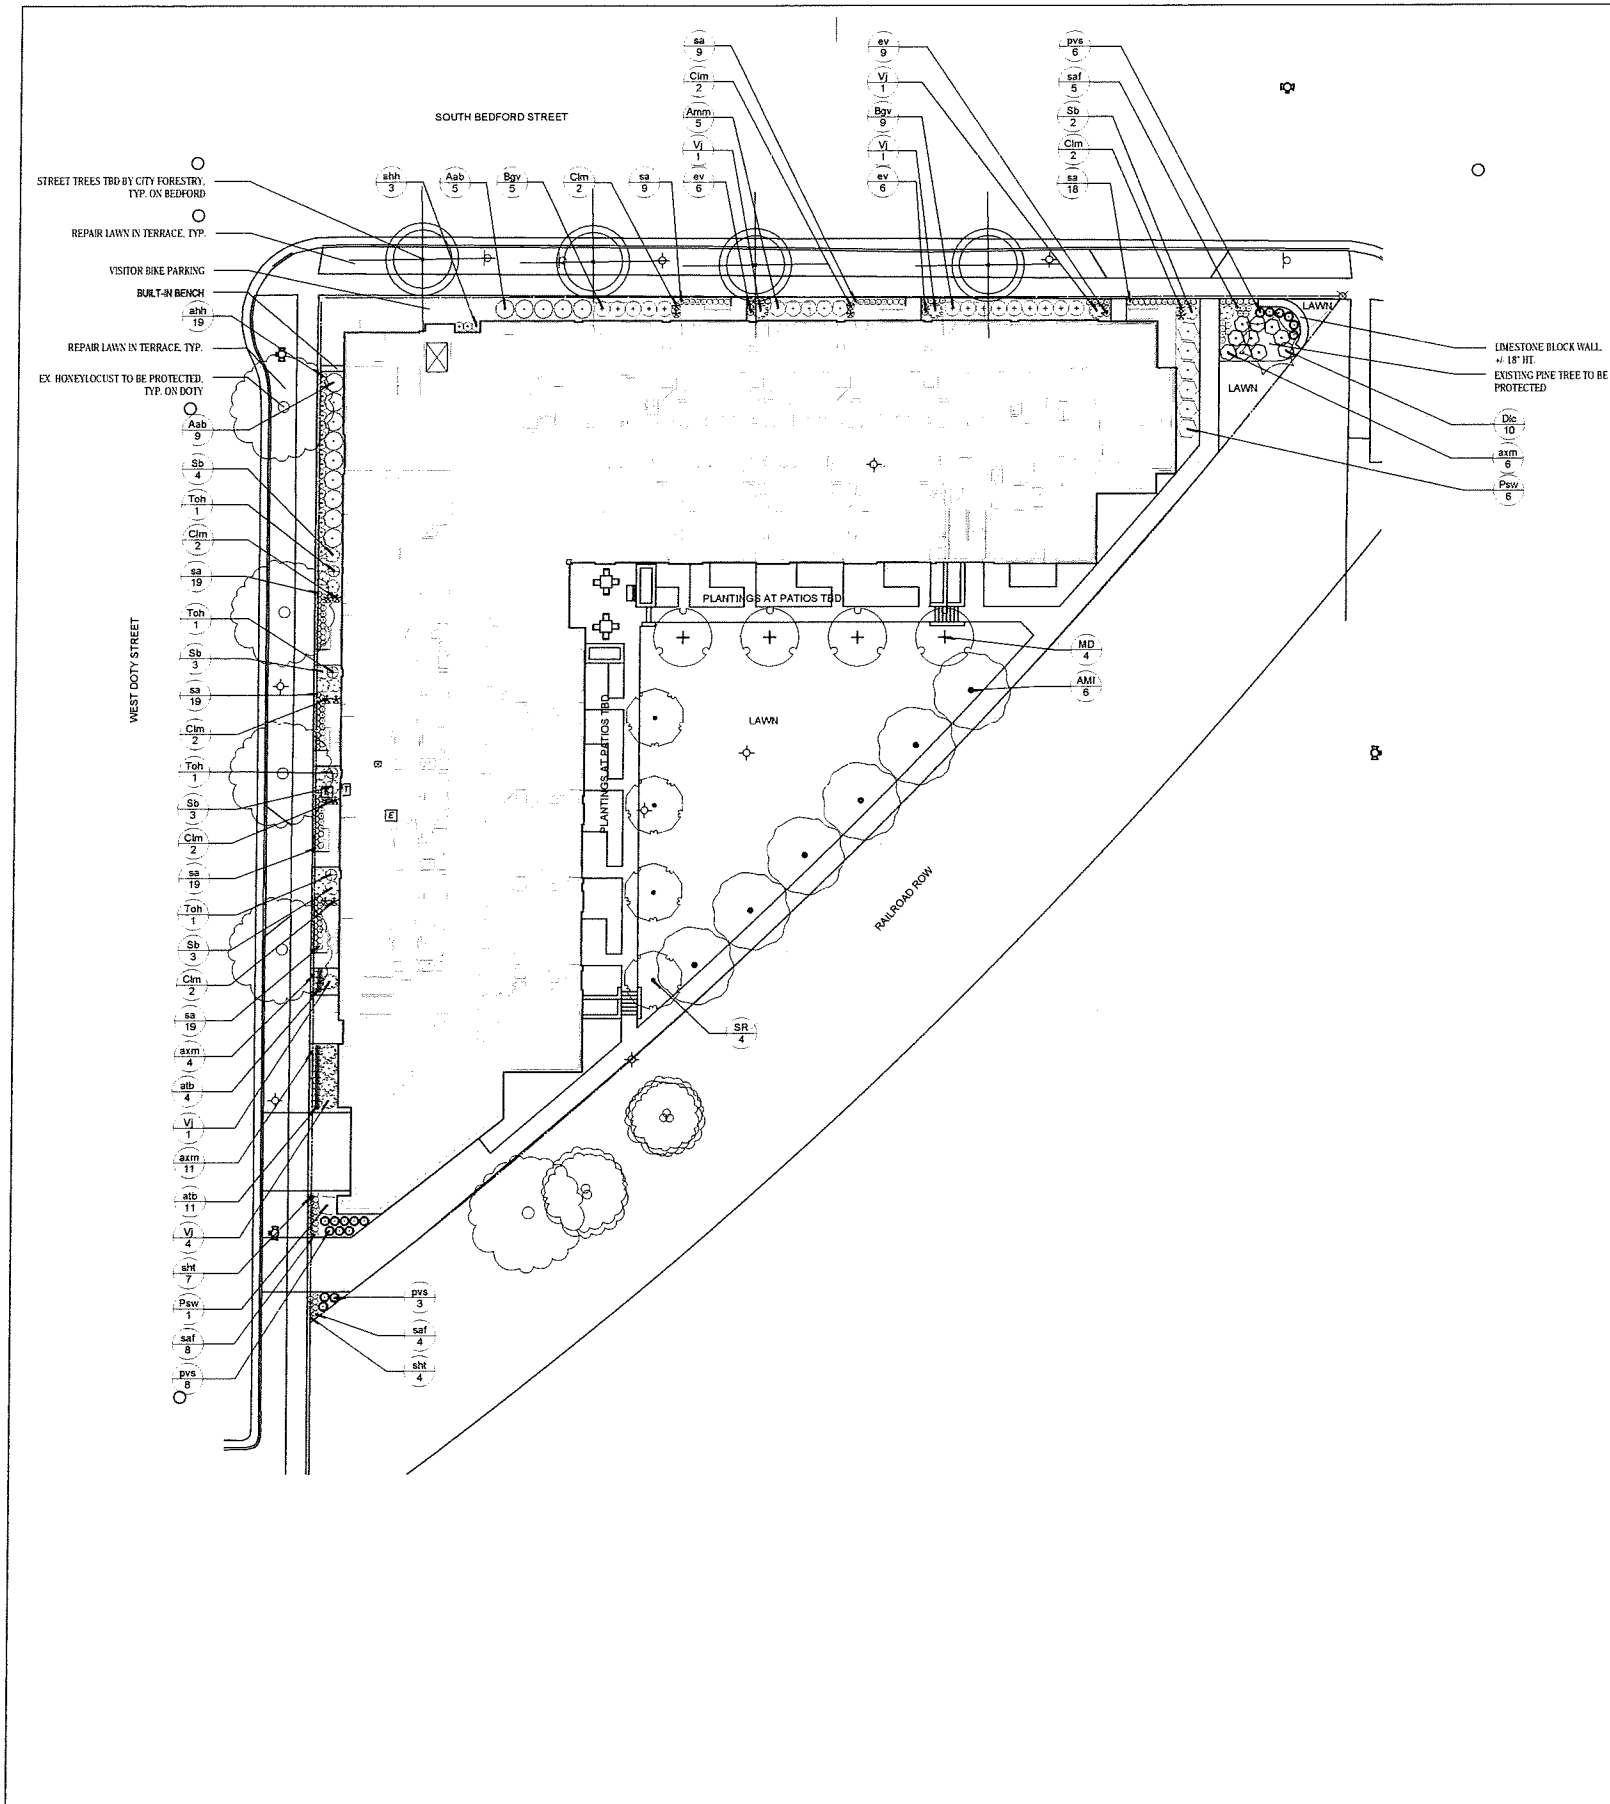 sa
9
Clm
2
Amm
5
Vj
1
ev
6
ev
9
Vj
1
Bgv
9
Vj
1
ev
6
pvs
6
saf
5
Sb
2
Clm
2
sa
18
SOUTH BEDFORD STREET
STREET TREES TBD BY CITY FORESTRY,
TYP. ON BEDFORD
REPAIR LAWN IN TERRACE, TYP.
VISITOR BIKE PARKING
BUILT-IN BENCH
ahh
3
Aab
5
Bgv
5
Clm
2
sa
9
ahh
19
REPAIR LAWN IN TERRACE, TYP.
EX. HONEYLOCUST TO BE PROTECTED,
TYP. ON DOTY
LAWN
LAWN
LIMESTONE BLOCK WALL
+/- 18" HT.
EXISTING PINE TREE TO BE
PROTECTED
Dlc
10
axm
6
Psw
6
Aab
9
Sb
4
Toh
1
Clm
2
sa
19
Toh
1
Sb
3
sa
19
Clm
2
Toh
1
Sb
3
Clm
2
sa
19
Toh
1
Sb
3
Clm
2
sa
19
axm
4
atb
4
Vj
1
axm
11
atb
11
Vj
4
sht
7
Psw
1
saf
8
pvs
8
WEST DOTY STREET
PLANTINGS AT PATIOS TBD
PLANTINGS AT PATIOS TBD
LAWN
MD
4
AMI
6
E
T
E
RAILROAD ROW
SR
4
pvs
3
saf
4
sht
4